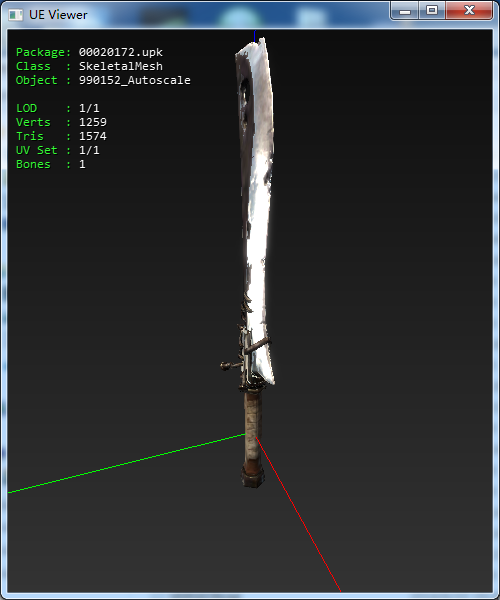 UE Viewer
Package: 00020172.upk
Class : SkeletalMesh
Object : 990152_Autoscale
LOD : 1/1
Verts : 1259
Tris : 1574
UV Set : 1/1
Bones : 1